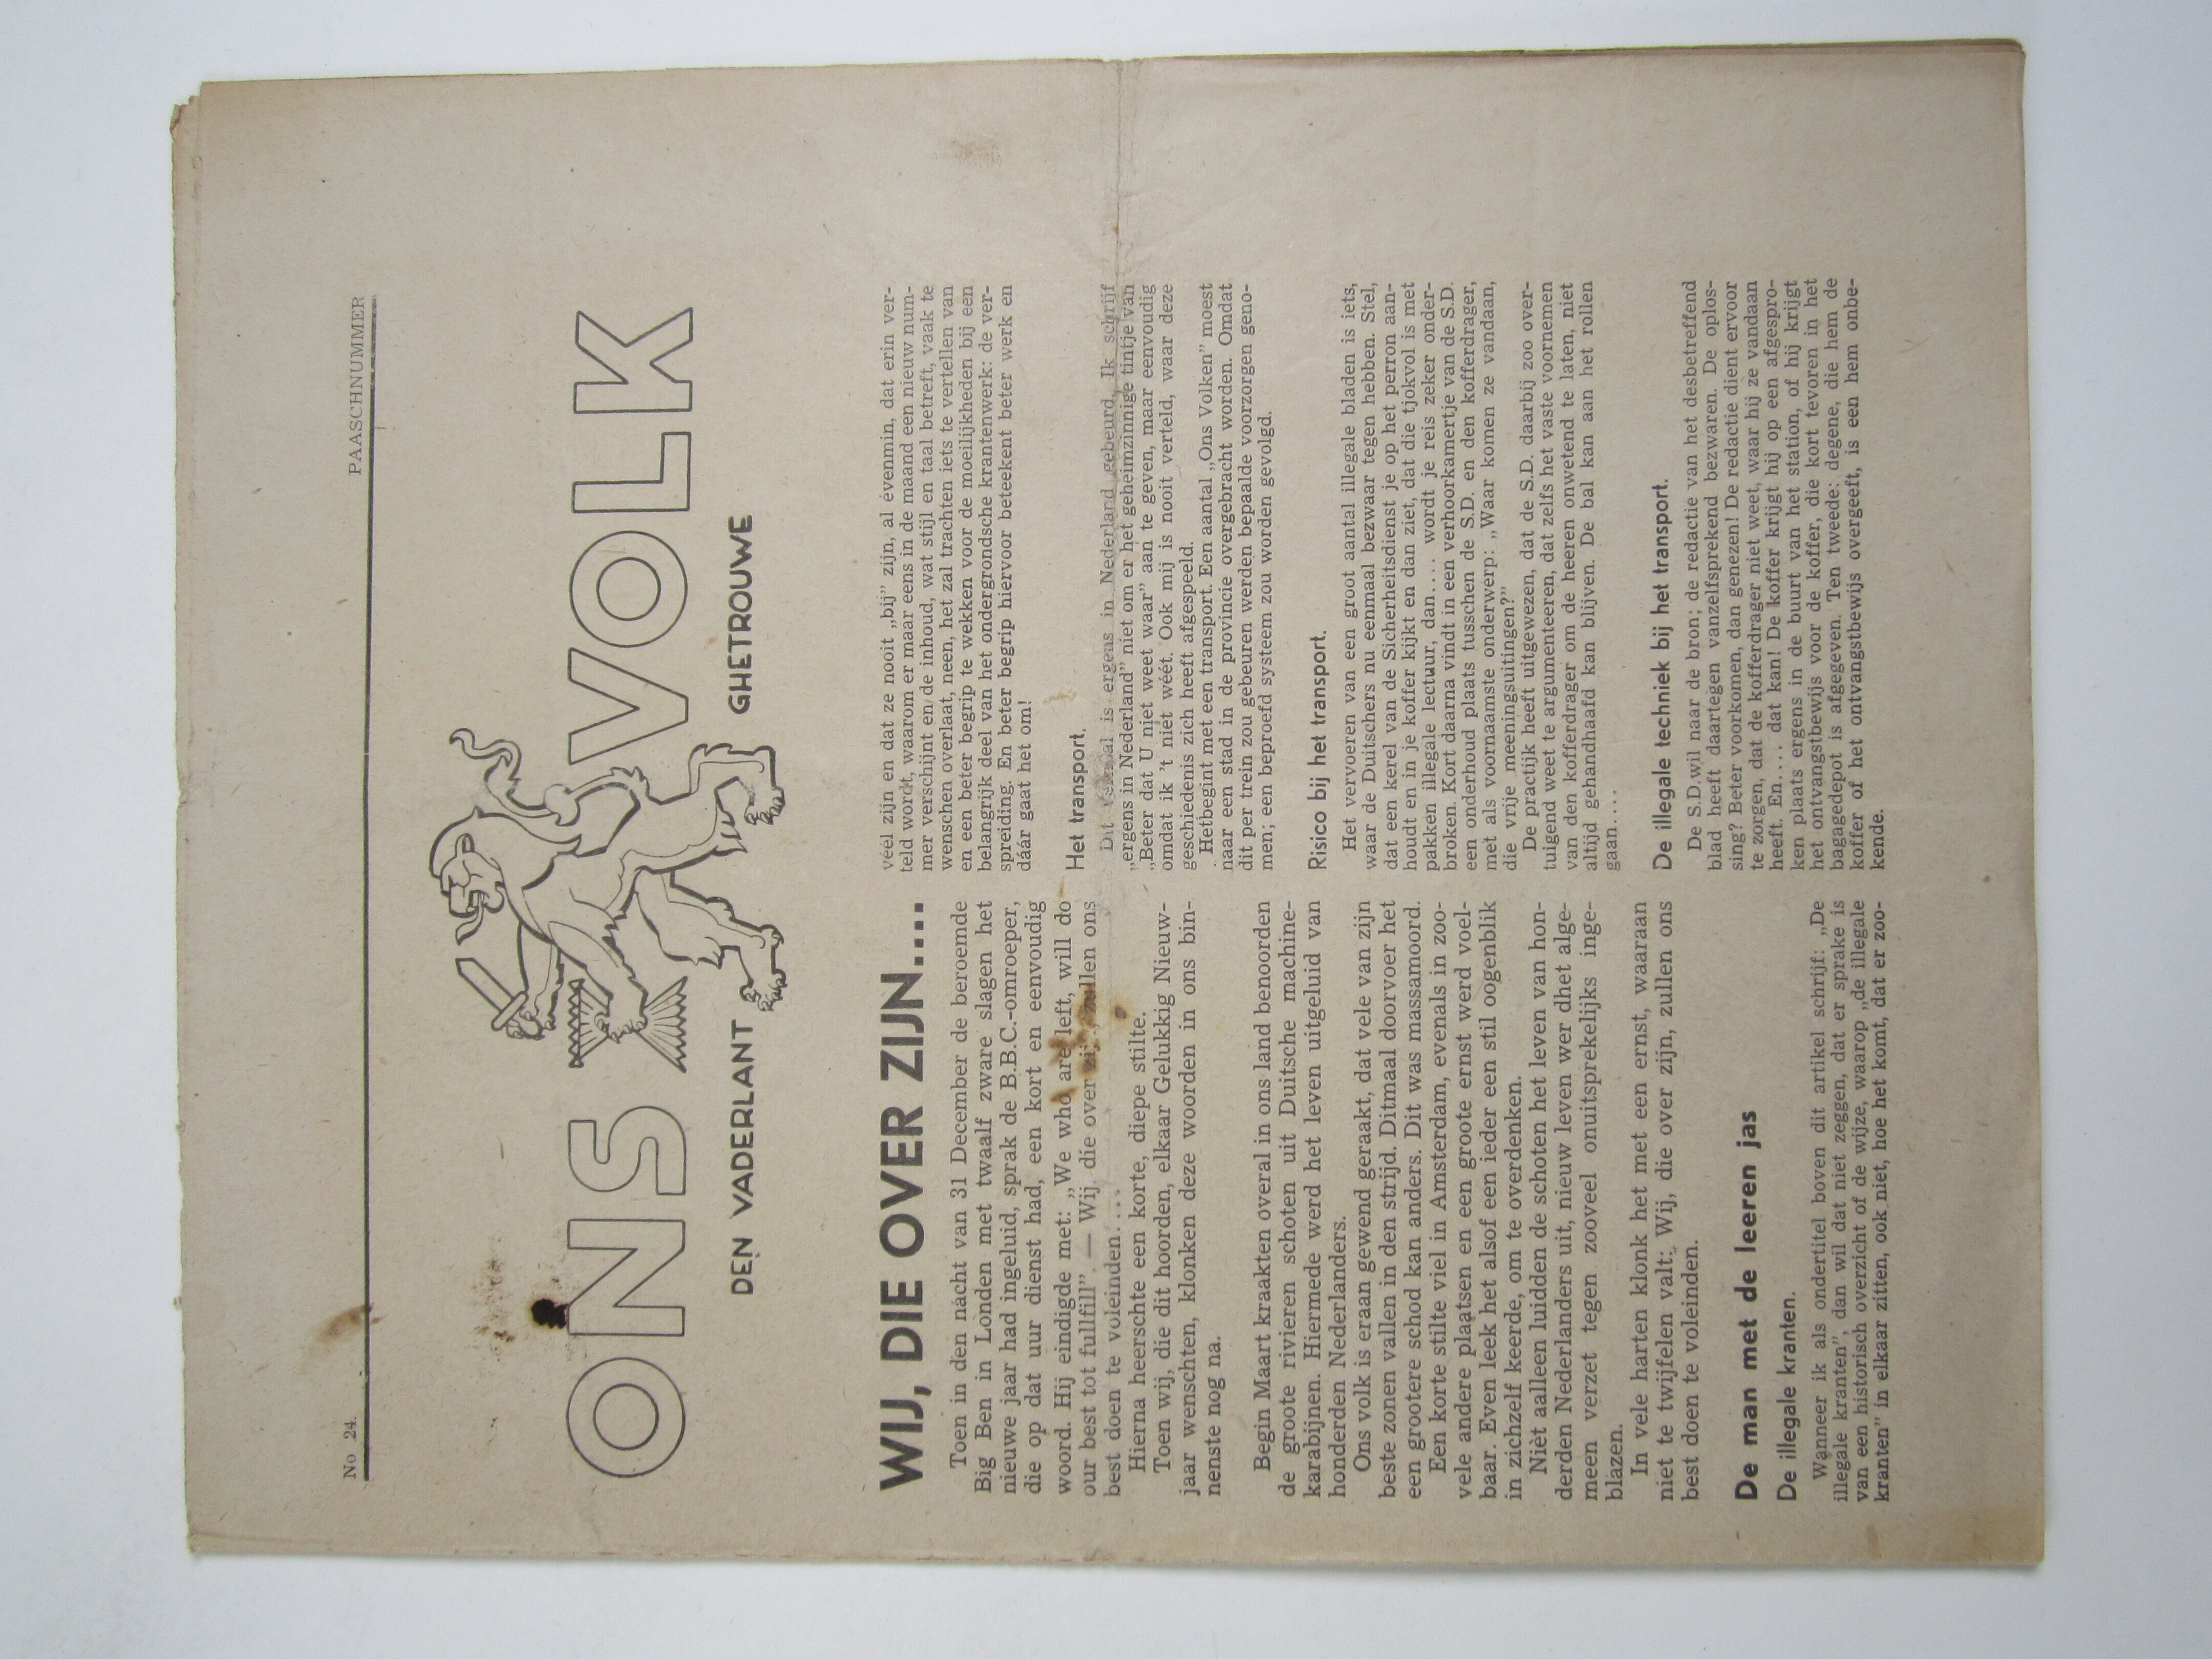 No 24.
PAASCHNUMMER
ONS VOLK
DEN VADERLANT GHETROUWE
WIJ, DIE OVER ZIJN....
Toen in den nácht van 31 December de beroemde
Big Ben in Londen met twaalf zware slagen het
nieuwe jaar had ingeluid, sprak de B.B.C.-omroeper,
die op dat uur dienst had, een kort en eenvoudig
woord. Hij eindigde met: „We who are left, will do
our best tot fullfill”. — Wij, die over zijn, zullen ons
best doen te voleinden....
Hierna heerschte een korte, diepe stilte.
Toen wij, die dit hoorden, elkaar Gelukkig Nieuw-
jaar wenschten, klonken deze woorden in ons bin-
nenste nog na.
Begin Maart kraakten overal in ons land benoorden
de groote rivieren schoten uit Duitsche machine-
karabijnen. Hiermede werd het leven uitgeluid van
honderden Nederlanders.
Ons volk is eraan gewend geraakt, dat vele van zijn
beste zonen vallen in den strijd. Ditmaal doorvoer het
een grootere schod kan anders. Dit was massamoord.
Een korte stilte viel in Amsterdam, evenals in zoo-
vele andere plaatsen en een groote ernst werd voel-
baar. Even leek het alsof een ieder een stil oogenblik
in zichzelf keerde, om te overdenken.
Nièt aalleen luidden de schoten het leven van hon-
derden Nederlanders uit, nieuw leven wer dhet alge-
meen verzet tegen zooveel onuitsprekelijks inge-
blazen.
In vele harten klonk het met een ernst, waaraan
niet te twijfelen valt: Wij, die over zijn, zullen ons
best doen te voleinden.
De man met de leeren jas
De illegale kranten.
Wanneer ik als ondertitel boven dit artikel schrijf: „De
illegale kranten”, dan wil dat niet zeggen, dat er sprake is
van een historisch overzicht of de wijze, waarop „de illegale
kranten” in elkaar zitten, ook niet, hoe het komt, dat er zoo-
véél zijn en dat ze nooit „bij” zijn, al évenmin, dat erin ver-
teld wordt, waarom er maar eens in de maand een nieuw num-
mer verschijnt en de inhoud, wat stijl en taal betreft, vaak te
wenschen overlaat, neen, het zal trachten iets te vertellen van
en een beter begrip te wekken voor de moeilijkheden bij een
belangrijk deel van het ondergrondsche krantenwerk: de ver-
spreiding. En beter begrip hiervoor beteekent beter werk en
dáár gaat het om!
Het transport.
Dit verhaal is ergens in Nederland gebeurd. Ik schrijf
„ergens in Nederland” niet om er het geheimzinnige tintje van
„Beter dat U niet weet waar” aan te geven, maar eenvoudig
omdat ik 't niet wéét. Ook mij is nooit verteld, waar deze
geschiedenis zich heeft afgespeeld.
Hetbegint met een transport. Een aantal „Ons Volken” moest
naar een stad in de provincie overgebracht worden. Omdat
dit per trein zou gebeuren werden bepaalde voorzorgen geno-
men; een beproefd systeem zou worden gevolgd.
Risico bij het transport.
Het vervoeren van een groot aantal illegale bladen is iets,
waar de Duitschers nu eenmaal bezwaar tegen hebben. Stel,
dat een kerel van de Sicherheitsdienst je op het perron aan-
houdt en in je koffer kijkt en dan ziet, dat die tjokvol is met
pakken illegale lectuur, dan.... wordt je reis zeker onder-
broken. Kort daarna vindt in een verhoorkamertje van de S.D.
een onderhoud plaats tusschen de S.D. en den kofferdrager,
met als voornaamste onderwerp: „Waar komen ze vandaan,
die vrije meeningsuitingen?”
De practijk heeft uitgewezen, dat de S.D. daarbij zoo over-
tuigend weet te argumenteeren, dat zelfs het vaste voornemen
van den kofferdrager om de heeren onwetend te laten, niet
altijd gehandhaafd kan blijven. De bal kan aan het rollen
gaan....
De illegale techniek bij het transport.
De S.D.wil naar de bron; de redactie van het desbetreffend
blad heeft daartegen vanzelfsprekend bezwaren. De oplos-
sing? Beter voorkomen, dan genezen! De redactie dient ervoor
te zorgen, dat de kofferdrager niet weet, waar hij ze vandaan
heeft. En.... dat kan! De koffer krijgt hij op een afgespro-
ken plaats ergens in de buurt van het station, of hij krijgt
het ontvangstbewijs voor de koffer, die kort tevoren in het
baggagedepot is afgegeven. Ten tweede: degene, die hem de
koffer of het ontvangstbewijs overgeeft, is een hem onbe-
kende.